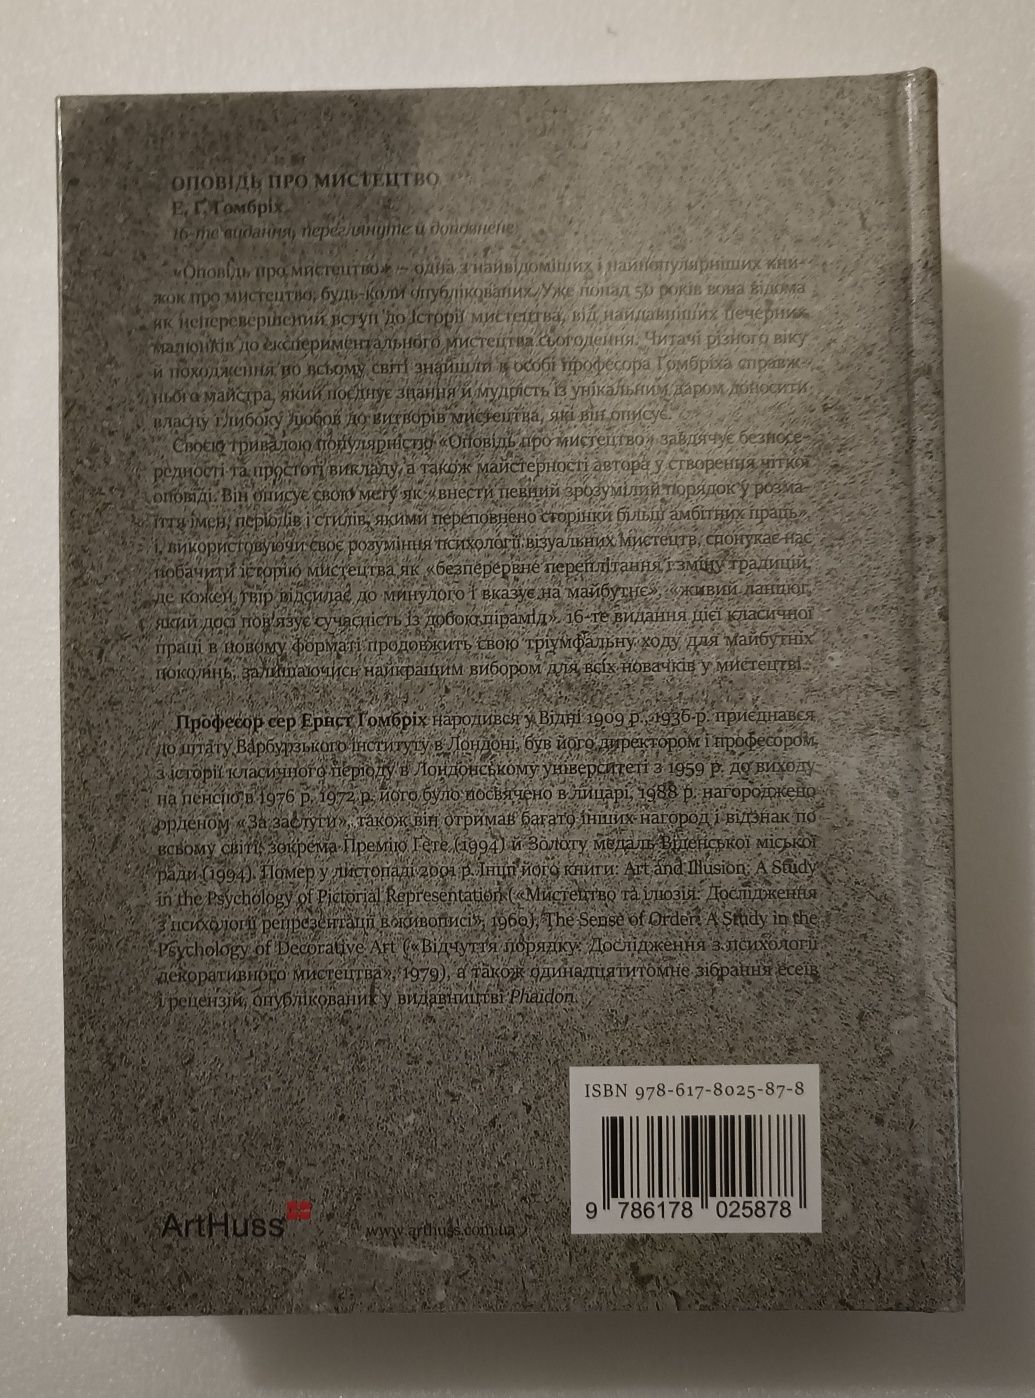 ОПОВІДЬ ПРО МИСТЕЦТВО
Е. Ґ. Ґомбріх
16-те видання, переглянуте й доповнене
«Оповідь про мистецтво» — одна з найвідоміших і найпопулярніших кни-
жок про мистецтво, будь-коли опублікованих. Уже понад 50 років вона відома
як неперевершений вступ до історії мистецтва, від найдавніших печерних
малюнків до експериментального мистецтва сьогодення. Читачі різного віку
й походження по всьому світі знайшли в особі професора Ґомбріха справж-
нього майстра, який поєднує знання й мудрість із унікальним даром доносити
власну глибоку любов до витворів мистецтва, які він описує.
Своєю тривалою популярністю «Оповідь про мистецтво» завдячує безпосе-
редності та простоті викладу, а також майстерності автора у створення чіткої
оповіді. Він описує свою мету як «внести певний зрозумілий порядок у розма-
їття імен, періодів і стилів, якими переповнено сторінки більш амбітних праць»,
і, використовуючи своє розуміння психології візуальних мистецтв, спонукає нас
побачити історію мистецтва як «безперервне переплітання і зміну традицій,
де кожен твір відсилає до минулого і вказує на майбутнє», «живий ланцюг,
який досі пов'язує сучасність із добою пірамід». 16-те видання цієї класичної
праці в новому форматі продовжить свою тріумфальну ходу для майбутніх
поколінь, залишаючись найкращим вибором для всіх новачків у мистецтві.
Професор сер Ернст Ґомбріх народився у Відні 1909 р., 1936 р. приєднався
до штату Варбурзького інституту в Лондоні, був його директором і професором
з історії класичного періоду в Лондонському університеті з 1959 р. до виходу
на пенсію в 1976 р. 1972 р. його було посвячено в лицарі, 1988 р. нагороджено
орденом «За заслуги», також він отримав багато інших нагород і відзнак по
всьому світі, зокрема Премію Ґете (1994) й Золоту медаль Віденської міської
ради (1994). Помер у листопаді 2001 р. Інші його книги: Art and Illusion: A Study
in the Psychology of Pictorial Representation («Мистецтво та ілюзія: Дослідження
з психології репрезентації в живописі», 1960), The Sense of Order: A Study in the
Psychology of Decorative Art («Відчуття порядку: Дослідження з психології
декоративного мистецтва», 1979), а також одинадцятитомне зібрання есеїв
і рецензій, опублікованих у видавництві Phaidon.
ISBN 978-617-8025-87-8
9 786178 025878
ArtHuss
www.arthuss.com.ua